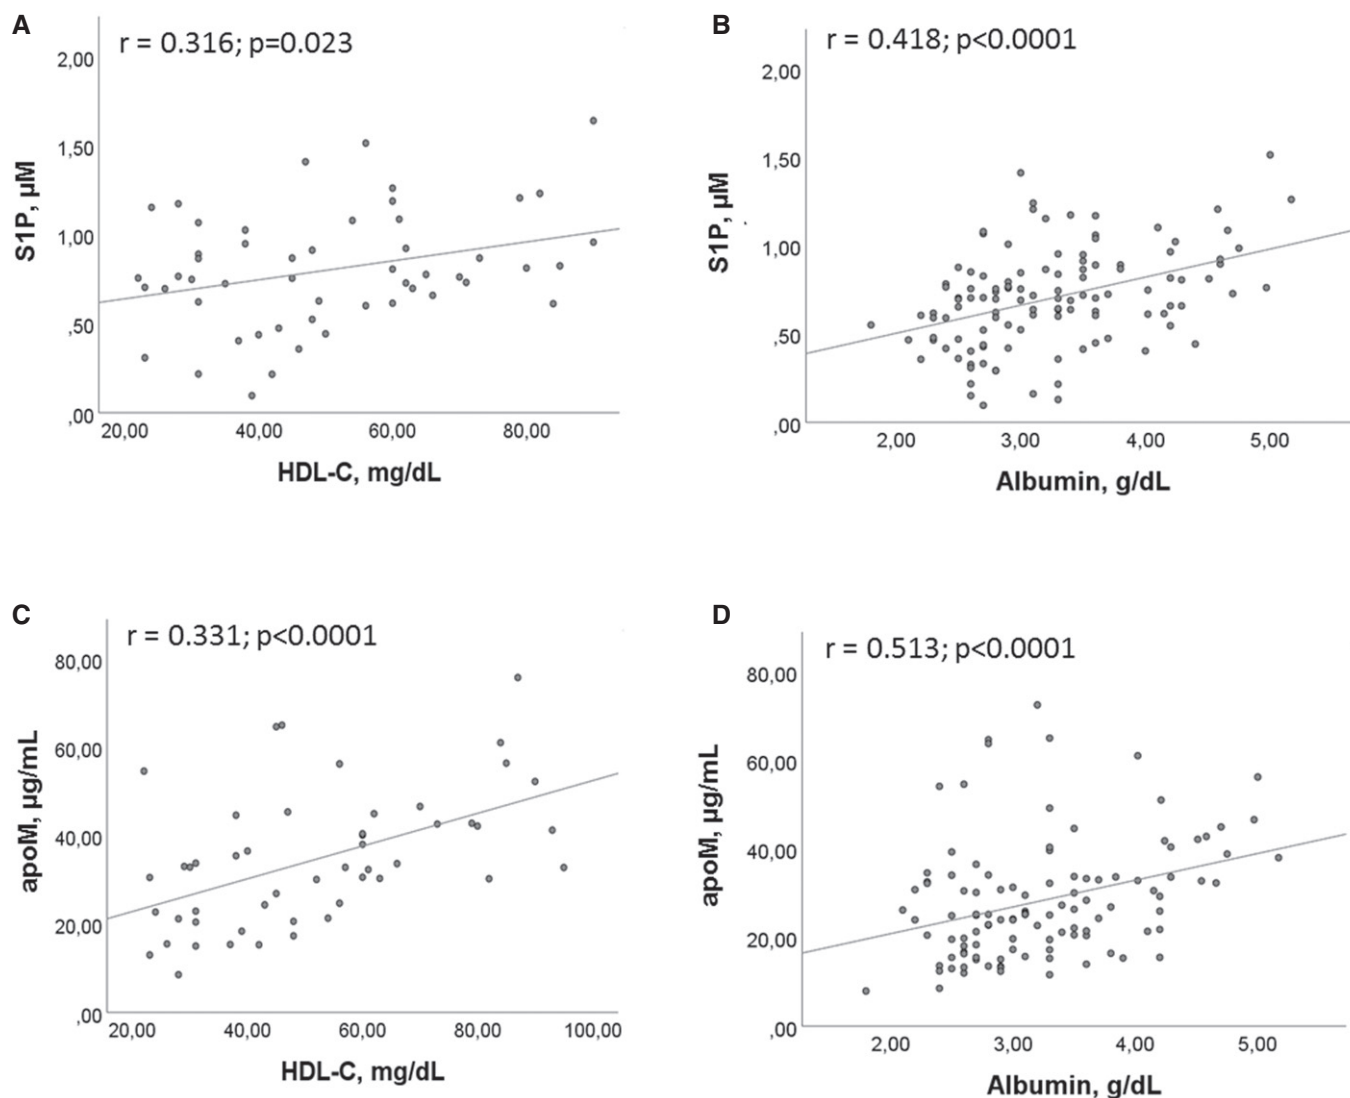 A
r = 0.316; p=0.023
2,00
1,50
1,00
,50
,00
S1P, µM
20,00 40,00 60,00 80,00
HDL-C, mg/dL
B
r = 0.418; p<0.0001
2,00
1,50
1,00
,50
,00
S1P, µM
2,00 3,00 4,00 5,00
Albumin, g/dL
C
r = 0.331; p<0.0001
80,00
60,00
40,00
20,00
,00
apoM, µg/mL
20,00 40,00 60,00 80,00 100,00
HDL-C, mg/dL
D
r = 0.513; p<0.0001
80,00
60,00
40,00
20,00
,00
apoM, µg/mL
2,00 3,00 4,00 5,00
Albumin, g/dL